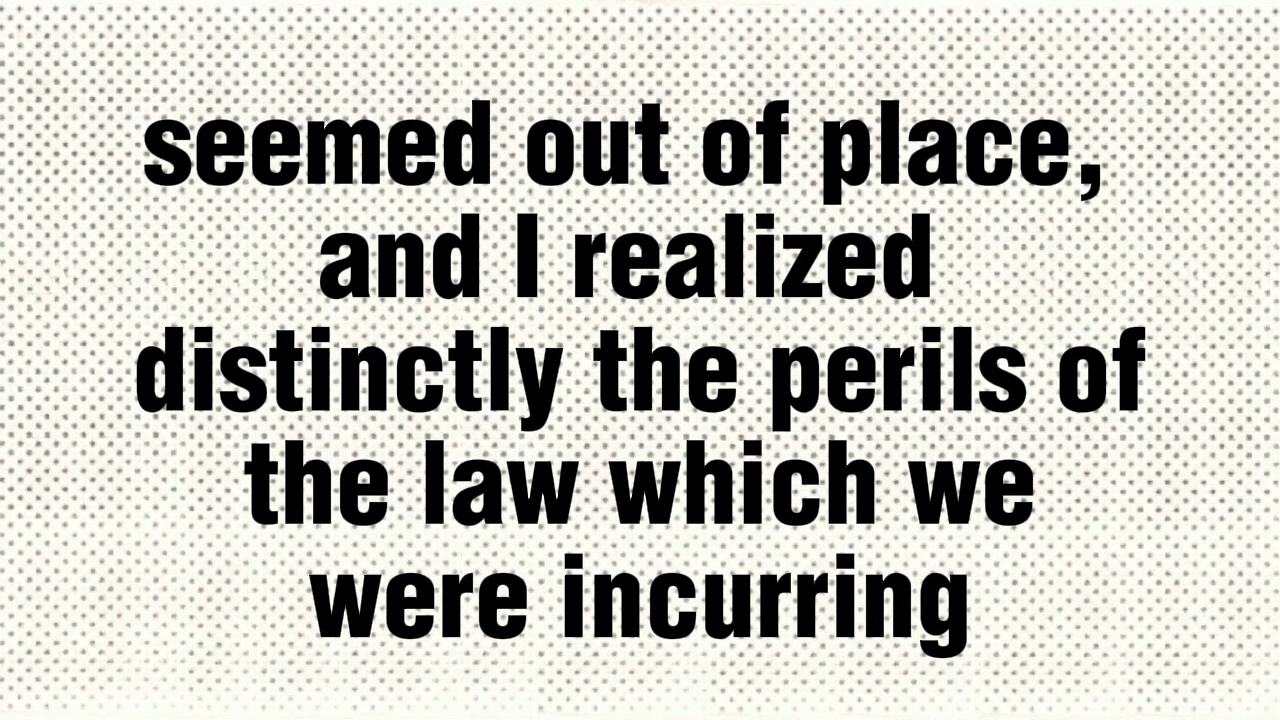 seemed out of place,
and I realized
distinctly the perils of
the law which we
were incurring